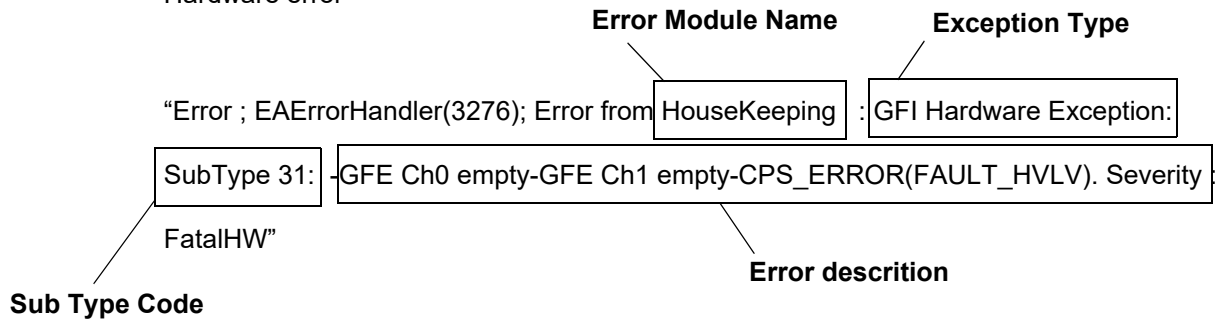 Hardware error
Error Module Name
Exception Type
“Error ; EAErrorHandler(3276); Error from HouseKeeping : GFI Hardware Exception:
SubType 31: -GFE Ch0 empty-GFE Ch1 empty-CPS_ERROR(FAULT_HVLV). Severity :
FatalHW”
Error descrition
Sub Type Code